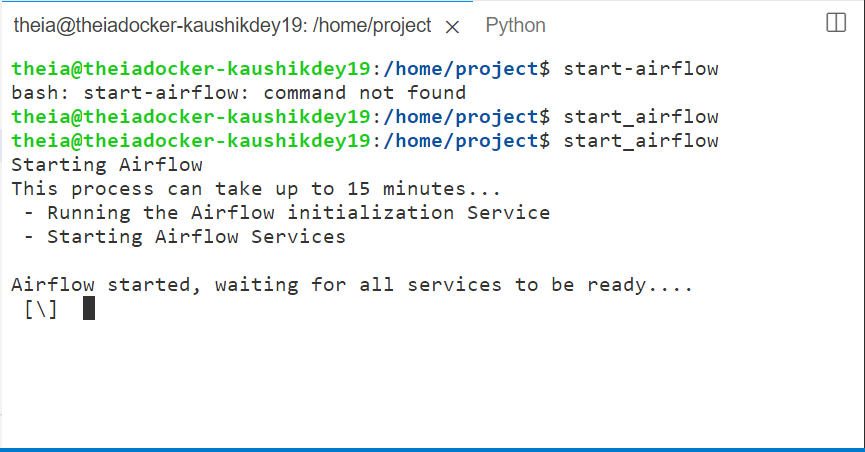 theia@theiadocker-kaushikdey19: /home/project ×
Python
theia@theiadocker-kaushikdey19:/home/project$ start-airflow
bash: start-airflow: command not found
theia@theiadocker-kaushikdey19:/home/project$ start_airflow
theia@theiadocker-kaushikdey19:/home/project$ start_airflow
Starting Airflow
This process can take up to 15 minutes...
- Running the Airflow initialization Service
- Starting Airflow Services
Airflow started, waiting for all services to be ready....
[\]